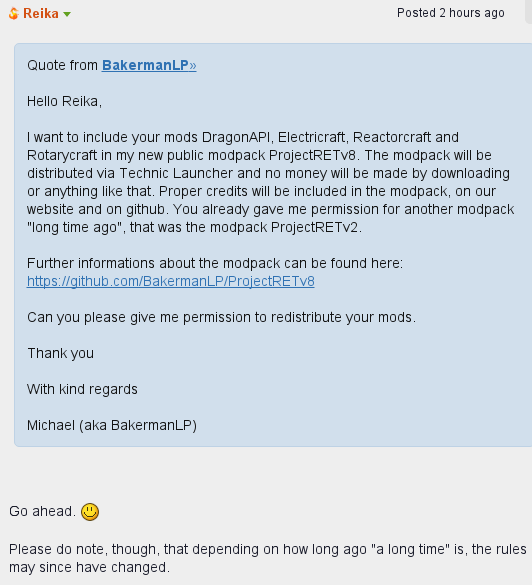 Reika
Posted 2 hours ago
Quote from BakermanLP»
Hello Reika,
I want to include your mods DragonAPI, Electricraft, Reactorcraft and
Rotarycraft in my new public modpack ProjectRETv8. The modpack will be
distributed via Technic Launcher and no money will be made by downloading
or anything like that. Proper credits will be included in the modpack, on our
website and on github. You already gave me permission for another modpack
"long time ago", that was the modpack ProjectRETv2.
Further informations about the modpack can be found here:
https://github.com/BakermanLP/ProjectRETv8
Can you please give me permission to redistribute your mods.
Thank you
With kind regards
Michael (aka BakermanLP)
Go ahead.
Please do note, though, that depending on how long ago "a long time" is, the rules
may since have changed.